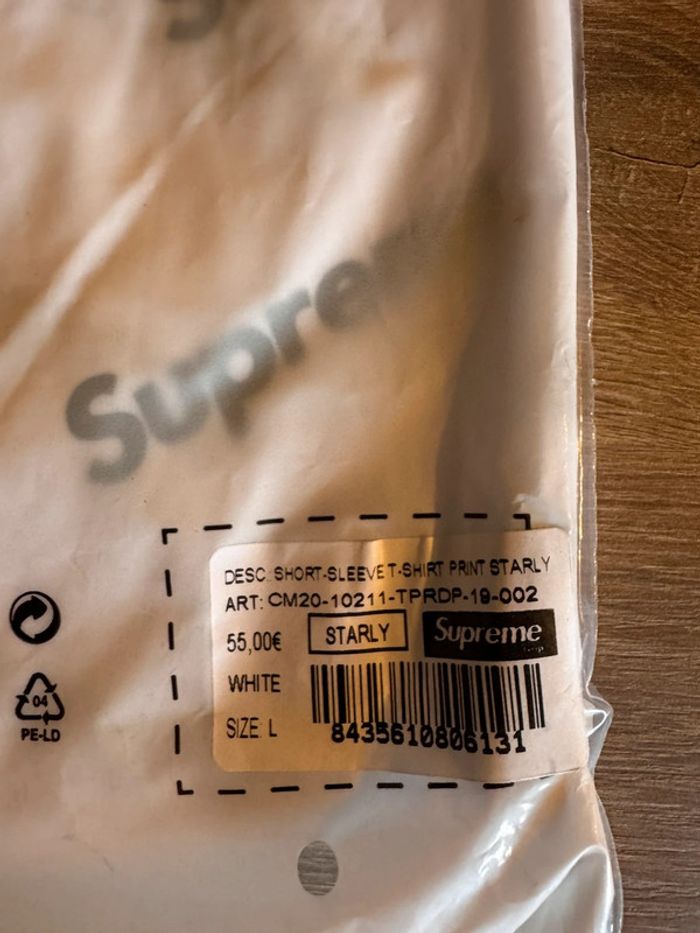 Supre
DESC: SHORT-SLEEVE T-SHIRT PRINT STARLY
ART: CM20-10211-TPRDP-19-002
55,00€
STARLY
Supreme
WHITE
SIZE: L
8435610806131
04
PE-LD